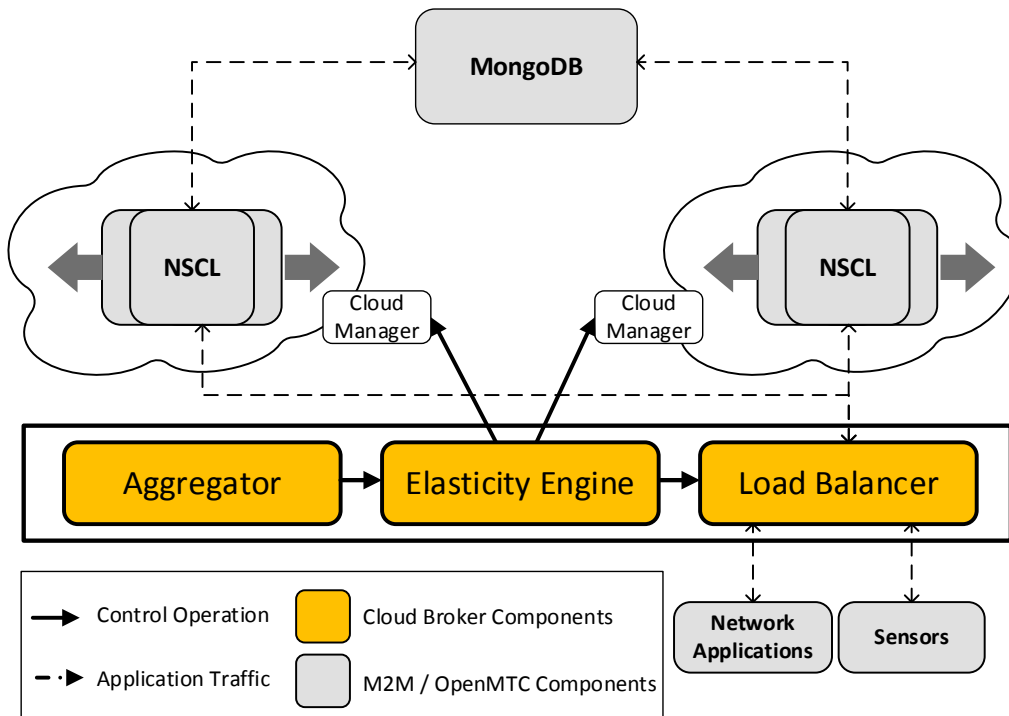 MongoDB
NSCL
NSCL
Cloud
Manager
Cloud
Manager
Aggregator
Elasticity Engine
Load Balancer
Control Operation
Cloud Broker Components
Application Traffic
M2M / OpenMTC Components
Network
Applications
Sensors